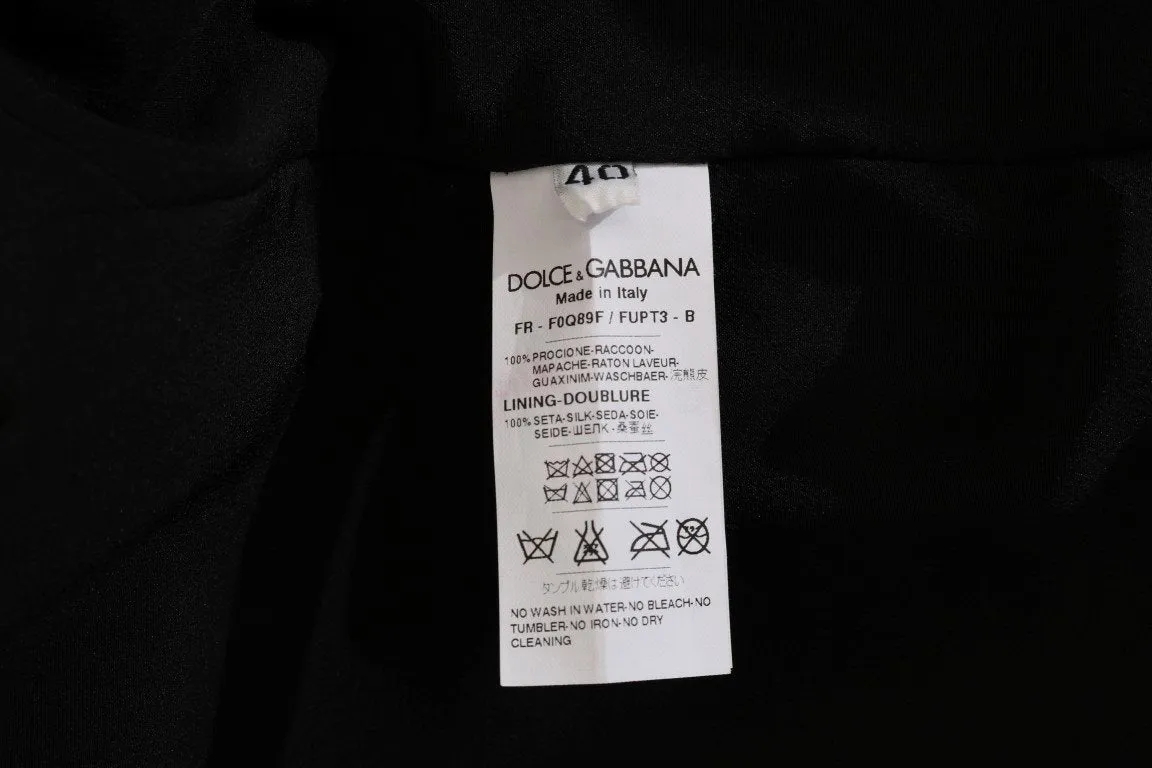 40
DOLCE & GABBANA
Made in Italy
FR - F0Q89F / FUPT3 - B
100% PROCIONE-RACCOON-
MAPACHE-RATON LAVEUR-
GUAXINIM-WASCHBAER-浣熊皮
LINING-DOUBLURE
100% SETA-SILK-SEDA-SOIE-
SEIDE-ШЕЛК-桑蚕丝
タンブル乾燥は避けてください
NO WASH IN WATER-NO BLEACH-NO
TUMBLER-NO IRON-NO DRY
CLEANING